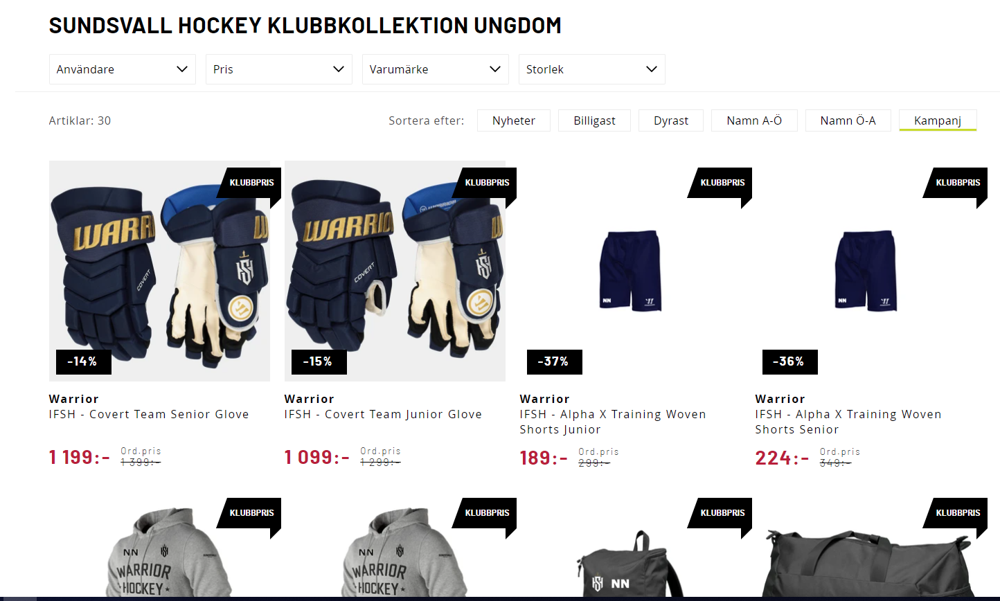 SUNDSVALL HOCKEY KLUBBKOLLEKTION UNGDOM
Användare
Pris
Varumärke
Storlek
Artiklar: 30
Sortera efter:
Nyheter
Billigast
Dyrast
Namn A-Ö
Namn Ö-A
Kampanj
KLUBBPRIS
WARRI
COVERT
-14%
Warrior
IFSH - Covert Team Senior Glove
1 199:-
Ord.pris
1 399:-
KLUBBPRIS
WARRIO
WARRIOR
COVERT
-15%
Warrior
IFSH - Covert Team Junior Glove
1 099:-
Ord.pris
1 299:-
KLUBBPRIS
NN
-37%
Warrior
IFSH - Alpha X Training Woven
Shorts Junior
189:-
Ord.pris
299:-
KLUBBPRIS
NN
-36%
Warrior
IFSH - Alpha X Training Woven
Shorts Senior
224:-
Ord.pris
349:-
KLUBBPRIS
NN
WARRIOR
HOCKEY
KLUBBPRIS
NN
WARRIOR
HOCKEY
KLUBBPRIS
NN
KLUBBPRIS